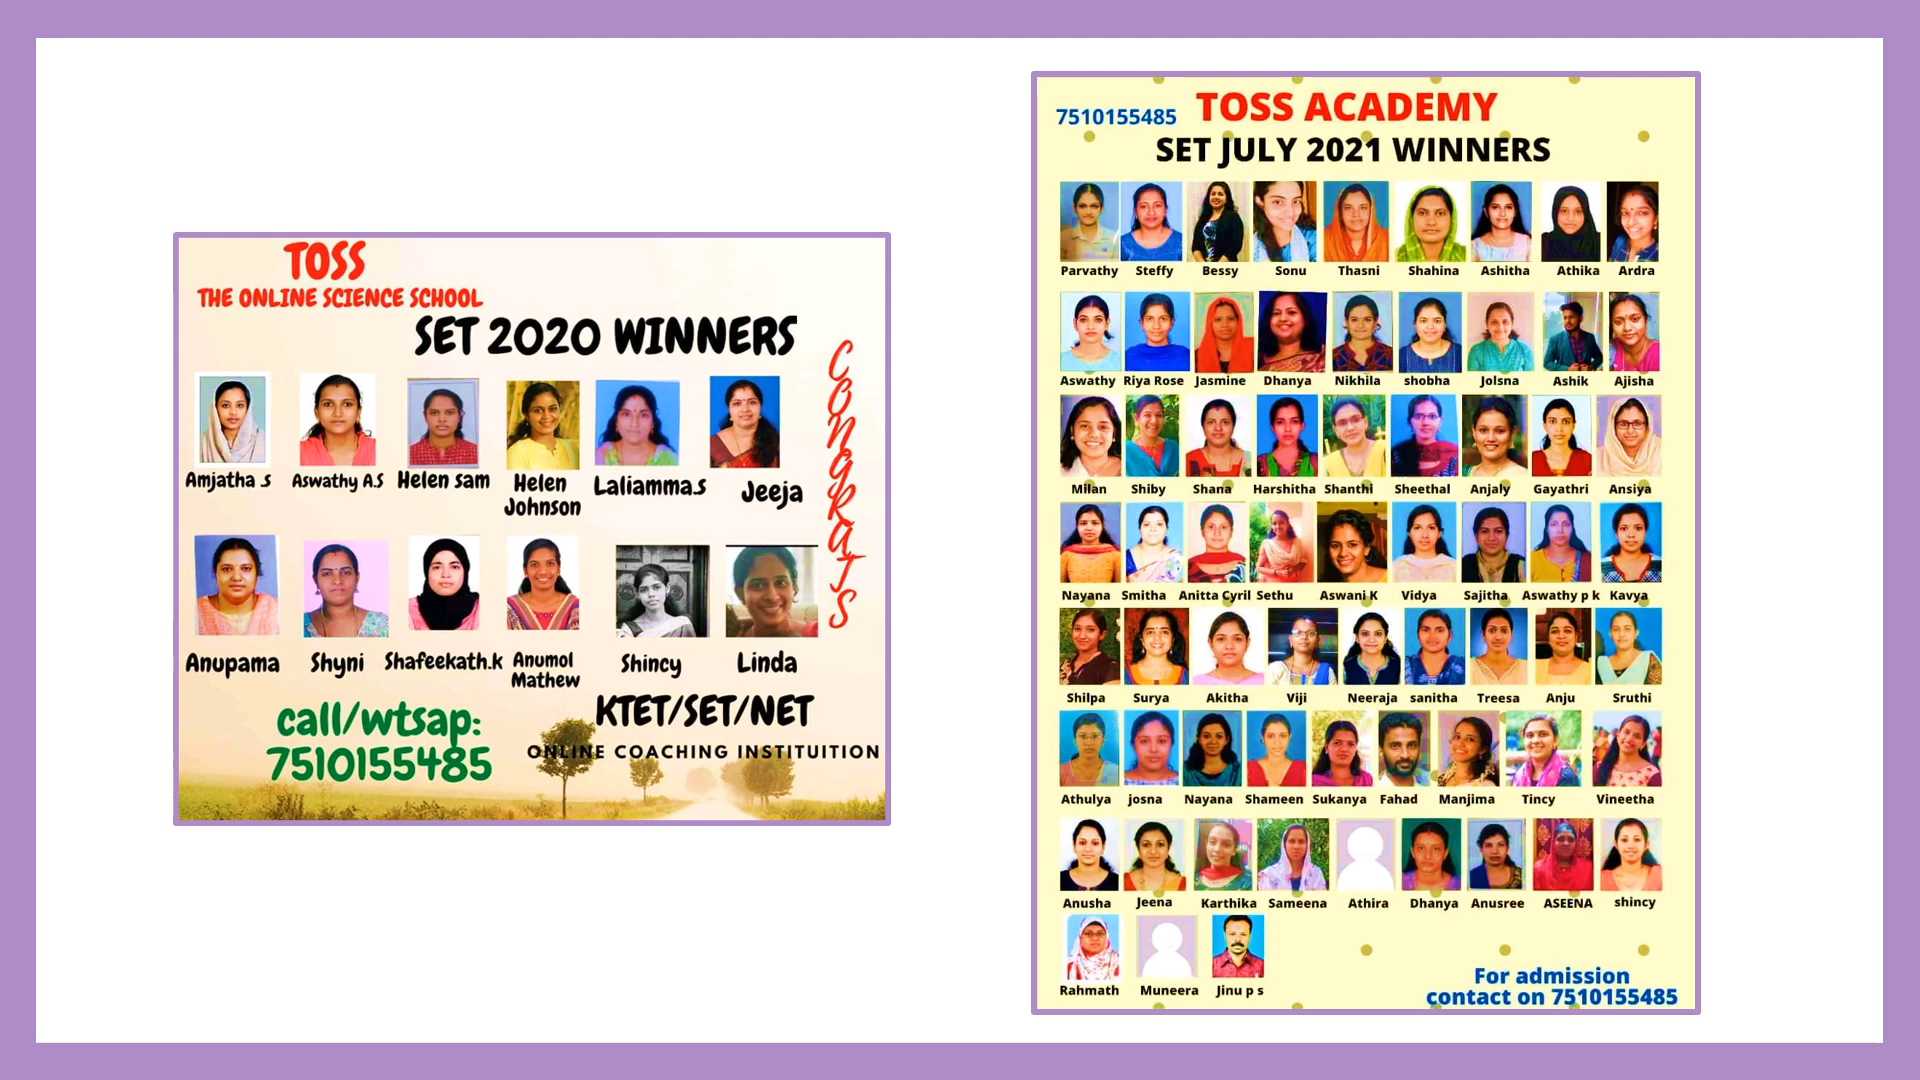 TOSS
THE ONLINE SCIENCE SCHOOL
SET 2020 WINNERS
CONGRATS
Amjatha .s Aswathy A.S Helen sam Helen Johnson Laliamma.s Jeeja
Anupama Shyni Shafeekath.k Anumol Mathew Shincy Linda
call/wtsap:
7510155485
KTET/SET/NET
ONLINE COACHING INSTITUITION
7510155485 TOSS ACADEMY
SET JULY 2021 WINNERS
Parvathy Steffy Bessy Sonu Thasni Shahina Ashitha Athika Ardra
Aswathy Riya Rose Jasmine Dhanya Nikhila shobha Jolsna Ashik Ajisha
Milan Shiby Shana Harshitha Shanthi Sheethal Anjaly Gayathri Ansiya
Nayana Smitha Anitta Cyril Sethu Aswani K Vidya Sajitha Aswathy p k Kavya
Shilpa Surya Akitha Viji Neeraja sanitha Treesa Anju Sruthi
Athulya josna Nayana Shameen Sukanya Fahad Manjima Tincy Vineetha
Anusha Jeena Karthika Sameena Athira Dhanya Anusree ASEENA shincy
Rahmath Muneera Jinu p s
For admission
contact on 7510155485